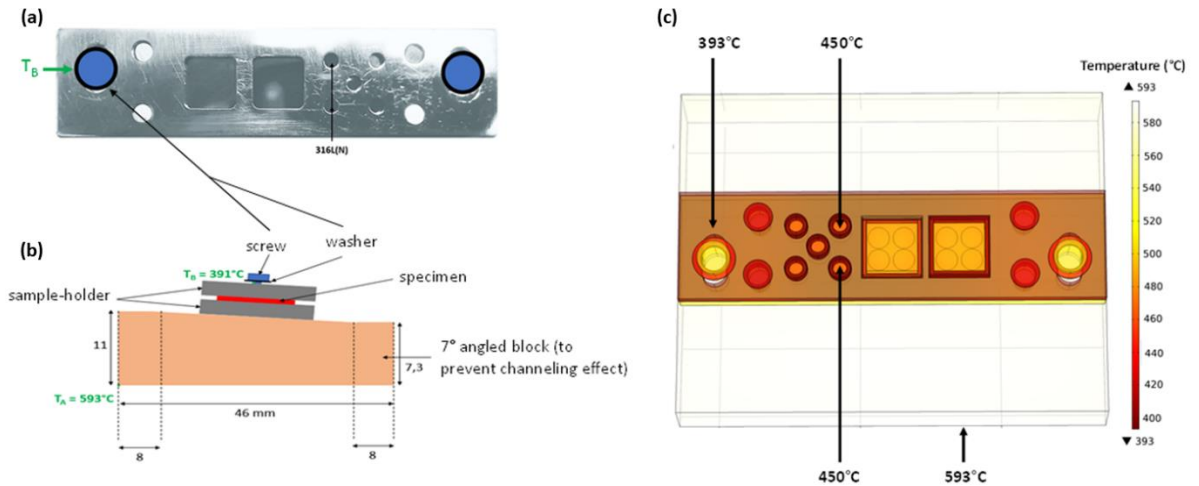 (a)
T_B
316L(N)
(b)
screw
washer
T_B = 391°C
specimen
sample-holder
11
7,3
7° angled block (to
prevent channeling effect)
T_A = 593°C
46 mm
8
8
(c)
393°C
450°C
Temperature (°C)
▲ 593
580
560
540
520
500
480
460
440
420
400
▼ 393
450°C
593°C